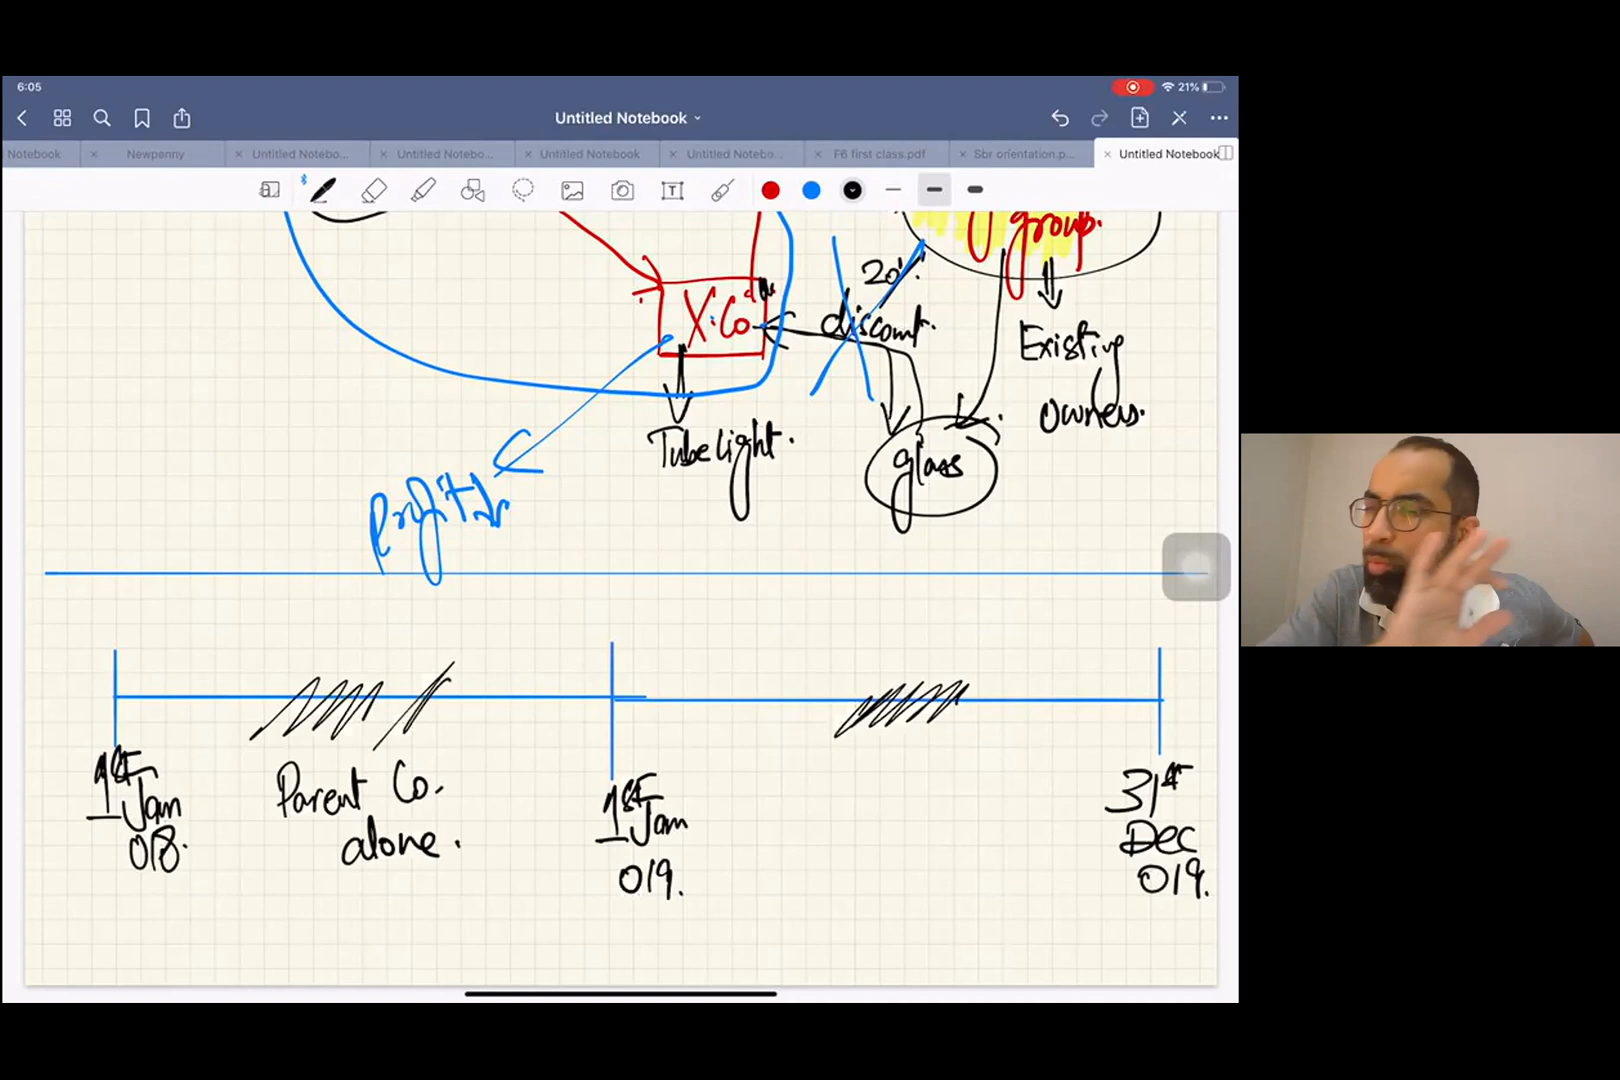 6:05
21%
Untitled Notebook
Notebook
Newpenny
Untitled Notebo...
Untitled Notebo...
Untitled Notebook
Untitled Notebo...
F6 first class.pdf
Sbr orientation.p...
Untitled Notebook
T
group.
20%
X.Co
discount.
Existing
owners.
Tubelight.
glass
Profit
1st
Jan
018.
Parent Co.
alone.
1st
Jan
019.
31st
Dec
019.